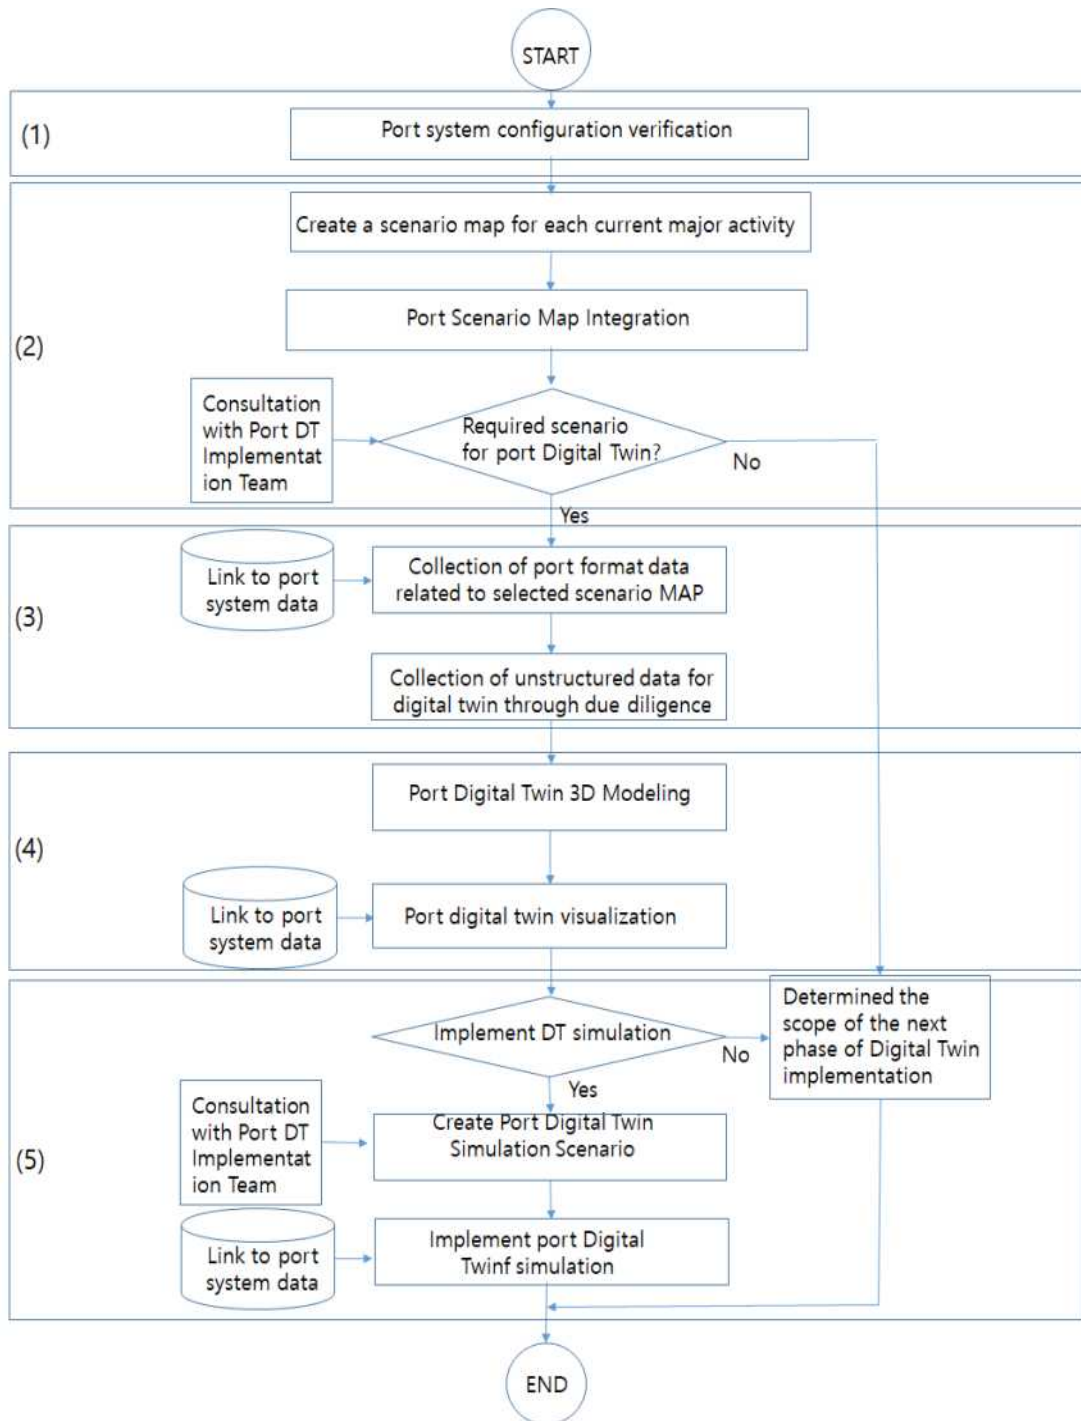 START
(1)
Port system configuration verification
Create a scenario map for each current major activity
Port Scenario Map Integration
(2)
Consultation
with Port DT
Implementat
ion Team
Required scenario
for port Digital Twin?
No
Yes
Link to port
system data
Collection of port format data
related to selected scenario MAP
(3)
Collection of unstructured data for
digital twin through due diligence
Port Digital Twin 3D Modeling
(4)
Link to port
system data
Port digital twin visualization
Implement DT simulation
No
Determined the
scope of the next
phase of Digital Twin
implementation
Yes
Consultation
with Port DT
Implementat
ion Team
Create Port Digital Twin
Simulation Scenario
(5)
Link to port
system data
Implement port Digital
Twinf simulation
END